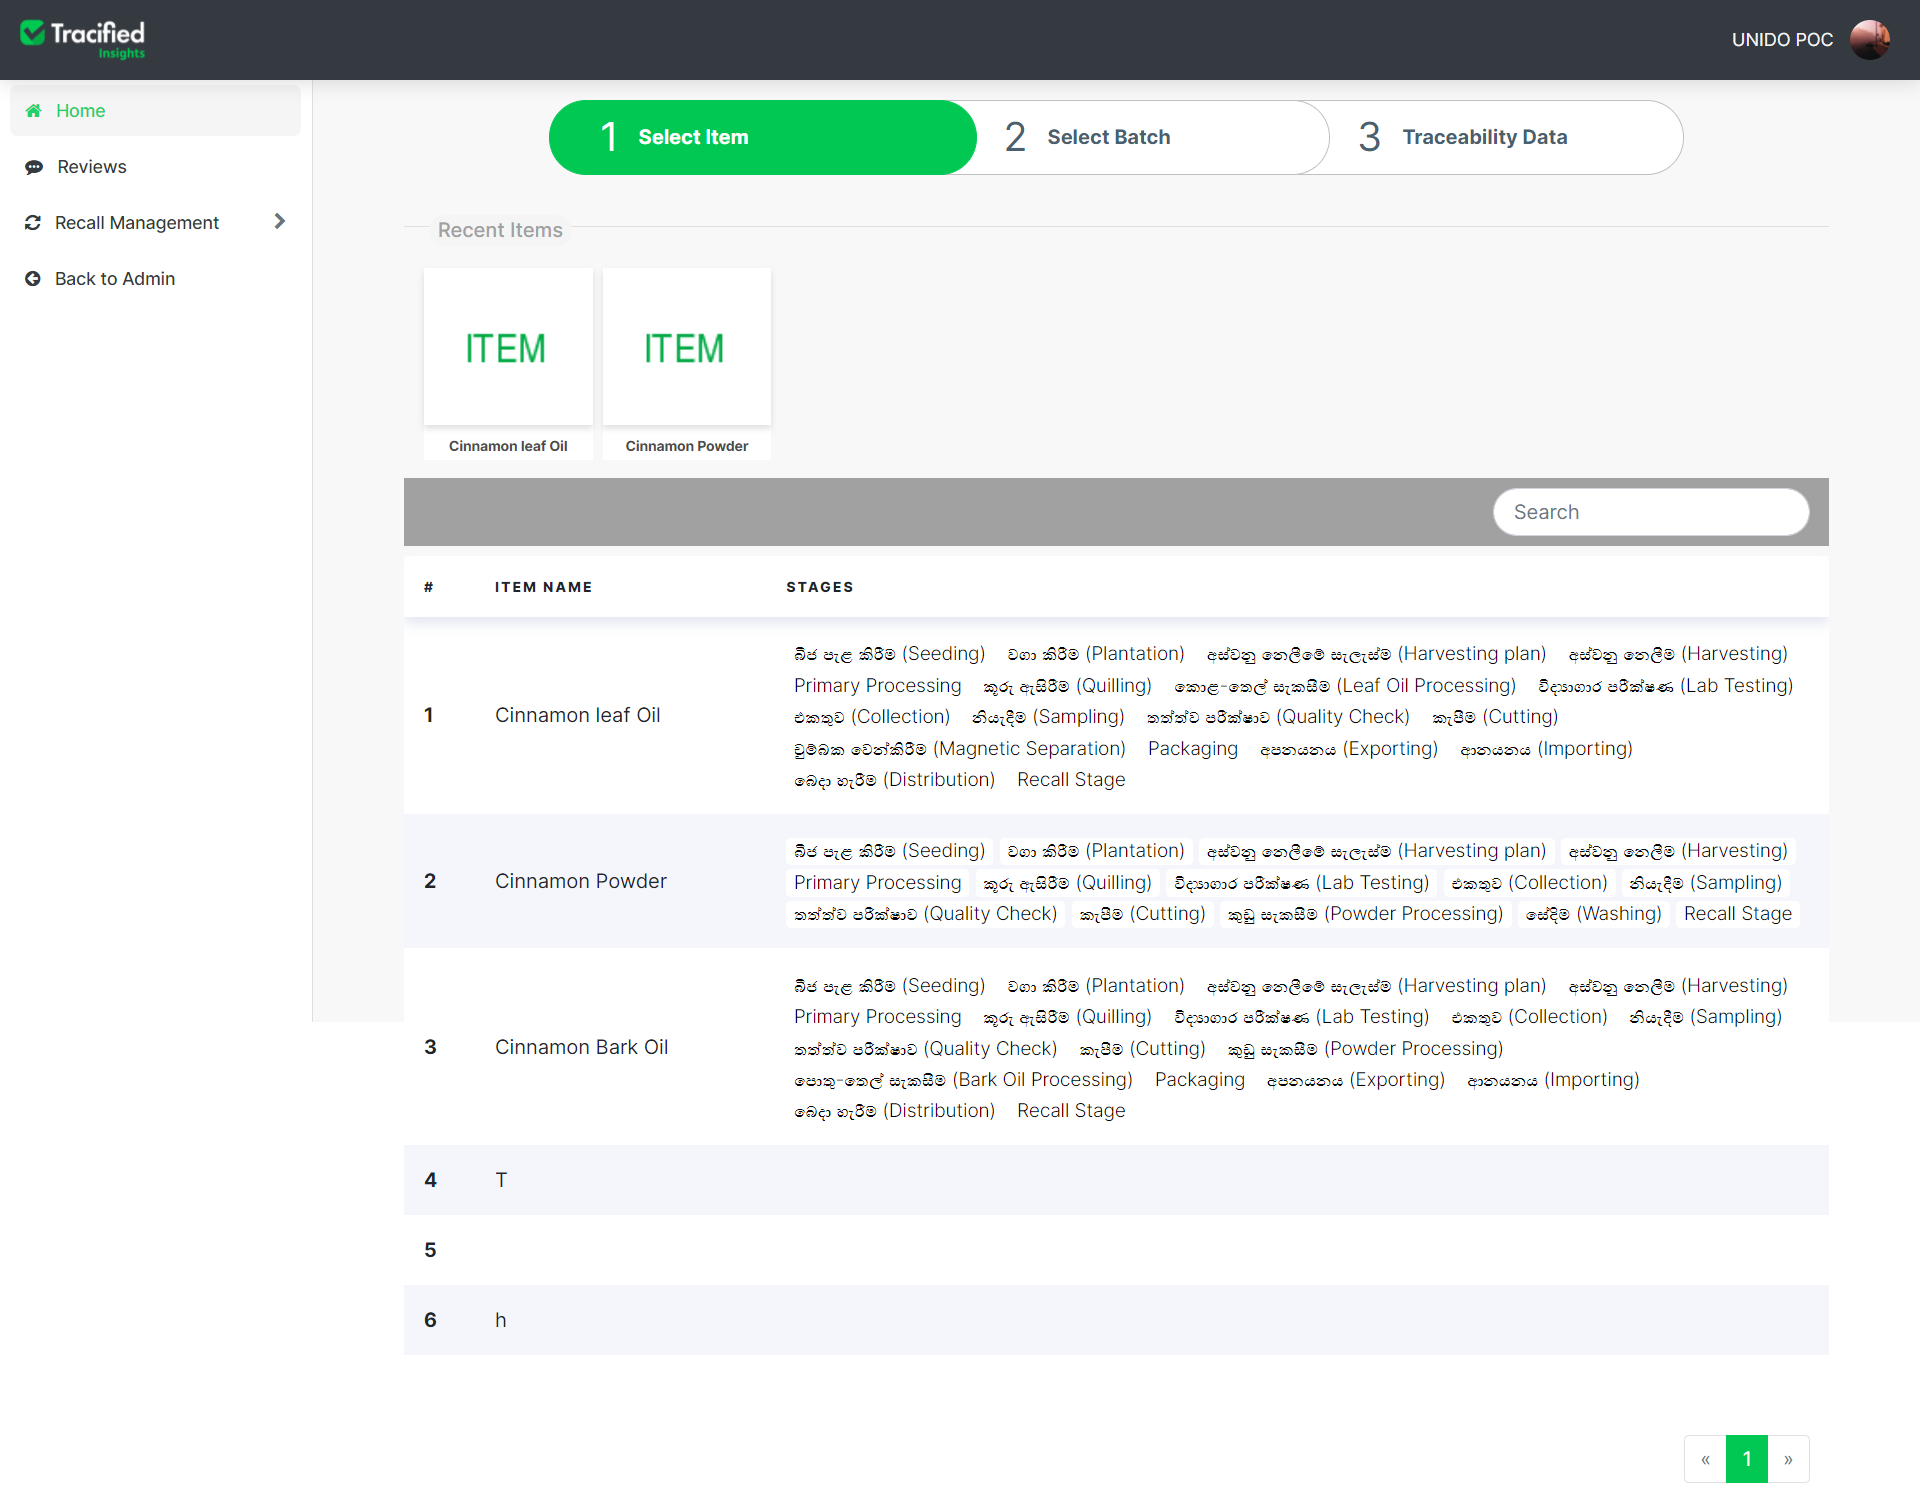 Tracified
Insights
UNIDO POC
Home
Reviews
Recall Management
Back to Admin
1 Select Item
2 Select Batch
3 Traceability Data
Recent Items
ITEM
ITEM
Cinnamon leaf Oil
Cinnamon Powder
Search
# ITEM NAME STAGES
1 Cinnamon leaf Oil
බීජ පැළ කිරීම (Seeding) වගා කිරීම (Plantation) අස්වනු නෙලීමේ සැලැස්ම (Harvesting plan) අස්වනු නෙලීම (Harvesting)
Primary Processing කූරු ඇසිරීම (Quilling) කොළ-තෙල් සැකසීම (Leaf Oil Processing) විද්‍යාගාර පරීක්ෂණ (Lab Testing)
එකතුව (Collection) නියැදීම (Sampling) තත්ත්ව පරීක්ෂාව (Quality Check) කැපීම (Cutting)
චුම්බක වෙන්කිරීම (Magnetic Separation) Packaging අපනයනය (Exporting) ආනයනය (Importing)
බෙදා හැරීම (Distribution) Recall Stage
2 Cinnamon Powder
බීජ පැළ කිරීම (Seeding) වගා කිරීම (Plantation) අස්වනු නෙලීමේ සැලැස්ම (Harvesting plan) අස්වනු නෙලීම (Harvesting)
Primary Processing කූරු ඇසිරීම (Quilling) විද්‍යාගාර පරීක්ෂණ (Lab Testing) එකතුව (Collection) නියැදීම (Sampling)
තත්ත්ව පරීක්ෂාව (Quality Check) කැපීම (Cutting) කුඩු සැකසීම (Powder Processing) සේදීම (Washing) Recall Stage
3 Cinnamon Bark Oil
බීජ පැළ කිරීම (Seeding) වගා කිරීම (Plantation) අස්වනු නෙලීමේ සැලැස්ම (Harvesting plan) අස්වනු නෙලීම (Harvesting)
Primary Processing කූරු ඇසිරීම (Quilling) විද්‍යාගාර පරීක්ෂණ (Lab Testing) එකතුව (Collection) නියැදීම (Sampling)
තත්ත්ව පරීක්ෂාව (Quality Check) කැපීම (Cutting) කුඩු සැකසීම (Powder Processing)
පොතු-තෙල් සැකසීම (Bark Oil Processing) Packaging අපනයනය (Exporting) ආනයනය (Importing)
බෙදා හැරීම (Distribution) Recall Stage
4 T
5
6 h
« 1 »